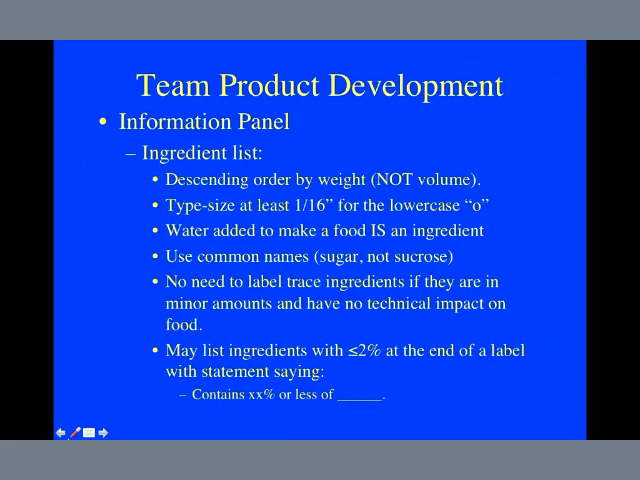 Team Product Development
• Information Panel
– Ingredient list:
• Descending order by weight (NOT volume).
• Type-size at least 1/16” for the lowercase “o”
• Water added to make a food IS an ingredient
• Use common names (sugar, not sucrose)
• No need to label trace ingredients if they are in
minor amounts and have no technical impact on
food.
• May list ingredients with ≤2% at the end of a label
with statement saying:
– Contains xx% or less of ______.